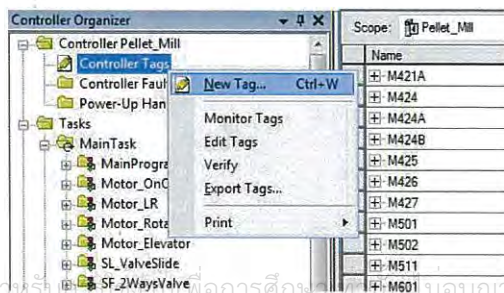 Controller Organizer
Controller Pellet_Mill
Controller Tags
Controller Faul
Power-Up Han
Tasks
MainTask
MainProgra
Motor_OnO
Motor_LR
Motor_Rota
Motor_Elevator
SL_ValveSlide
SF_2WaysValve
New Tag... Ctrl+W
Monitor Tags
Edit Tags
Verify
Export Tags...
Print
Scope: Pellet_Mill
Name
M421A
M424
M424A
M424B
M425
M426
M427
M501
M502
M511
M601